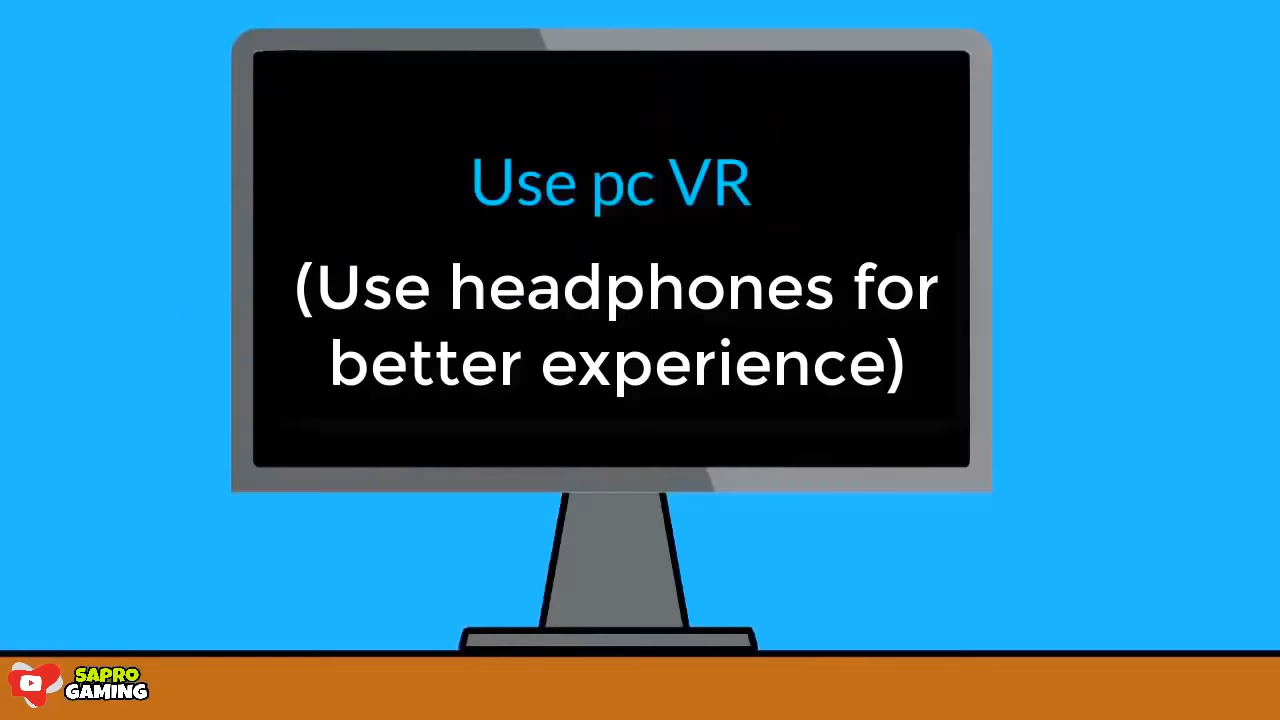 Use pc VR
(Use headphones for
better experience)
SAPRO
GAMING